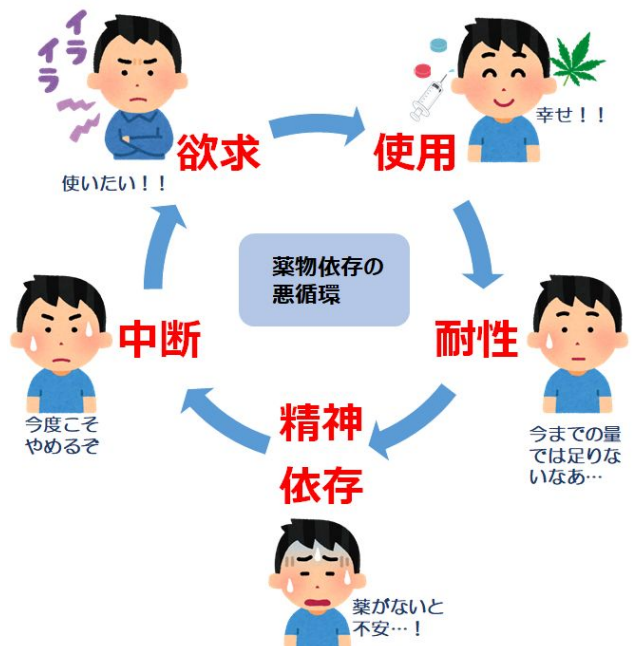 イライラ
欲求
使いたい！！
使用
幸せ！！
薬物依存の
悪循環
中断
今度こそ
やめるぞ
耐性
今までの量
では足りな
いなあ…
精神
依存
薬がないと
不安…！